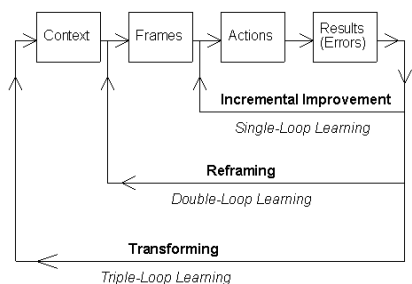 Context
Frames
Actions
Results
(Errors)
Incremental Improvement
Single-Loop Learning
Reframing
Double-Loop Learning
Transforming
Triple-Loop Learning